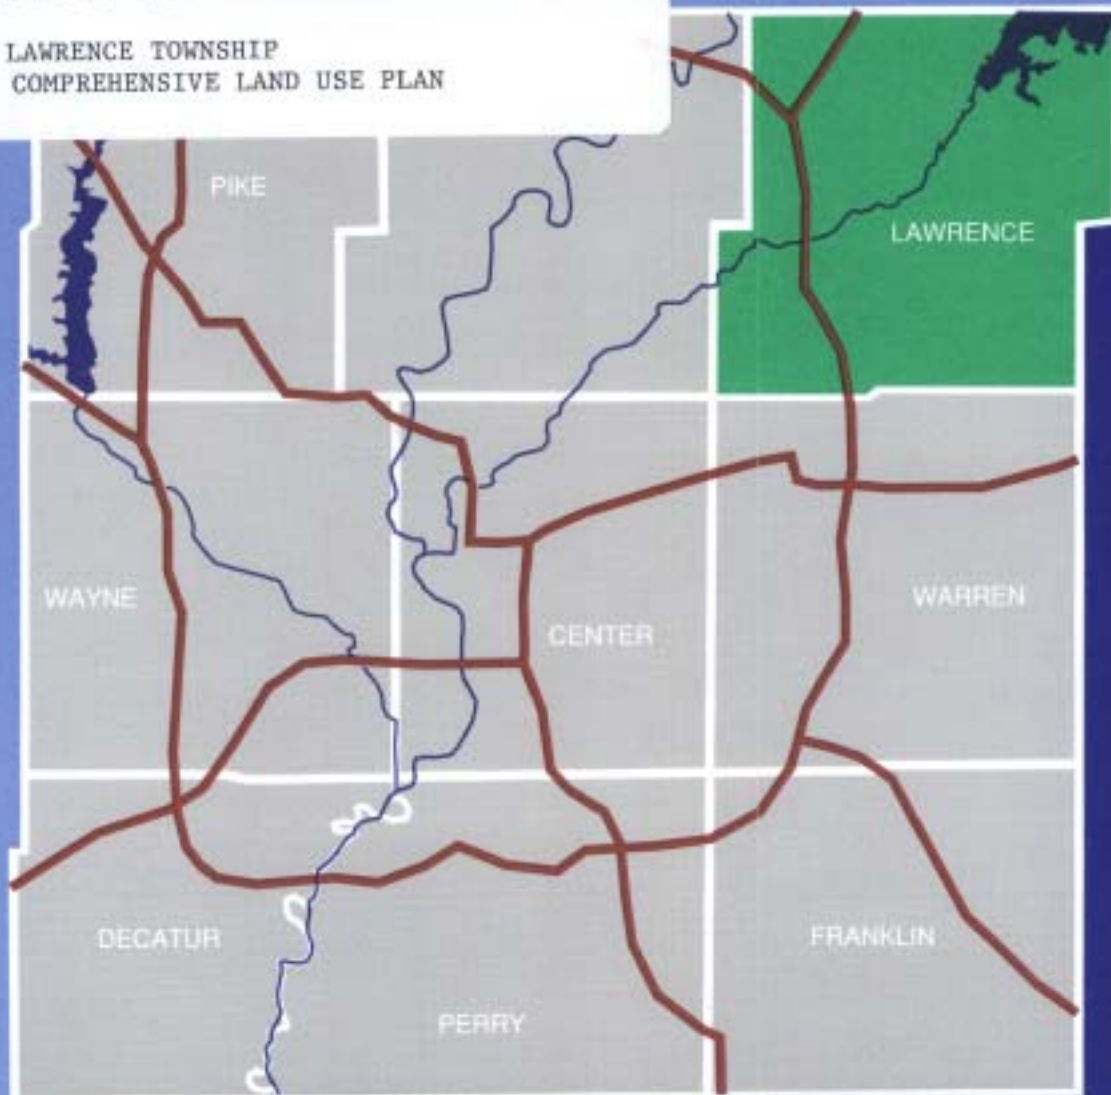 LAWRENCE TOWNSHIP
COMPREHENSIVE LAND USE PLAN
PIKE
LAWRENCE
WAYNE
CENTER
WARREN
DECATUR
FRANKLIN
PERRY